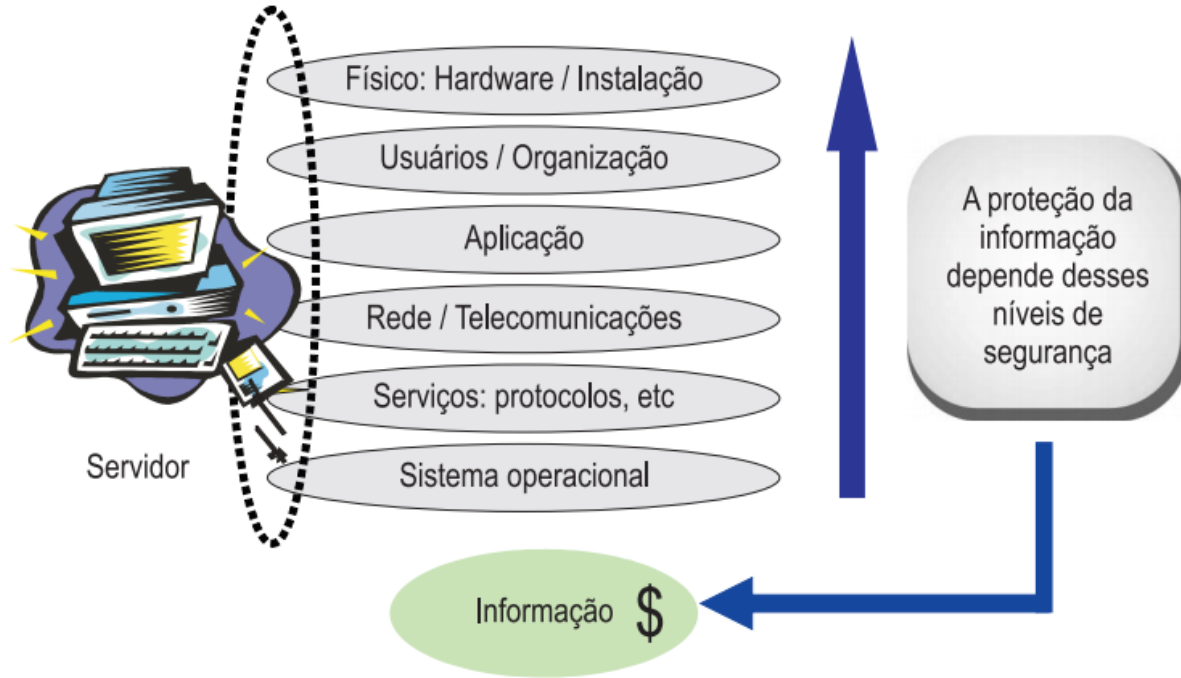 Físico: Hardware / Instalação
Usuários / Organização
Aplicação
Rede / Telecomunicações
Serviços: protocolos, etc
Sistema operacional
Servidor
A proteção da
informação
depende desses
níveis de
segurança
Informação $